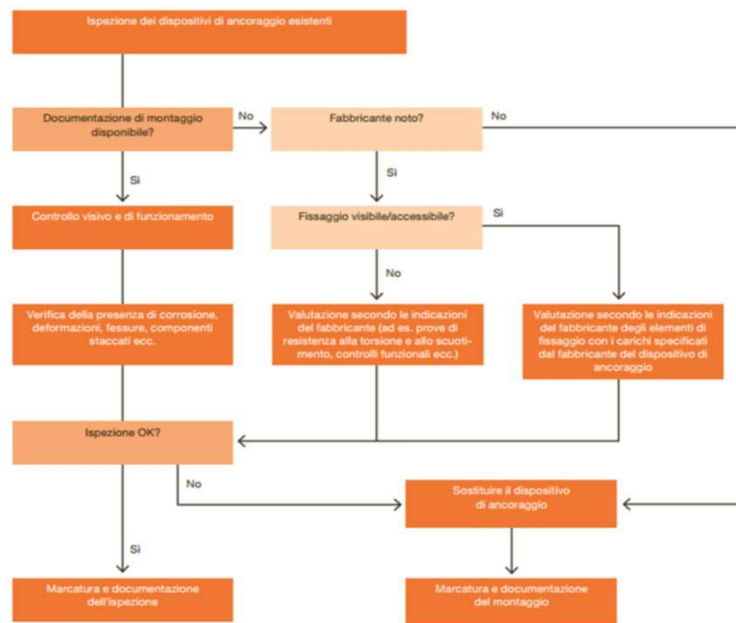 Ispezione dei dispositivi di ancoraggio esistenti
Documentazione di montaggio
disponibile?
No
Fabbricante noto?
No
Sì
Sì
Controllo visivo e di funzionamento
Fissaggio visibile/accessibile?
Sì
No
Verifica della presenza di corrosione,
deformazioni, fessure, componenti
staccati ecc.
Valutazione secondo le indicazioni
del fabbricante (ad es. prove di
resistenza alla torsione e allo scuoti-
mento, controlli funzionali ecc.)
Valutazione secondo le indicazioni
del fabbricante degli elementi di
fissaggio con i carichi specificati
dal fabbricante del dispositivo di
ancoraggio
Ispezione OK?
No
Sostituire il dispositivo
di ancoraggio
Sì
Marcatura e documentazione
dell'ispezione
Marcatura e documentazione
del montaggio